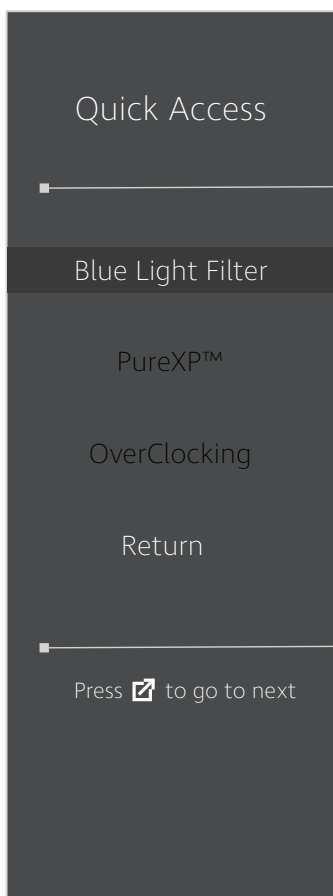 Quick Access
Blue Light Filter
PureXP™
OverClocking
Return
Press to go to next